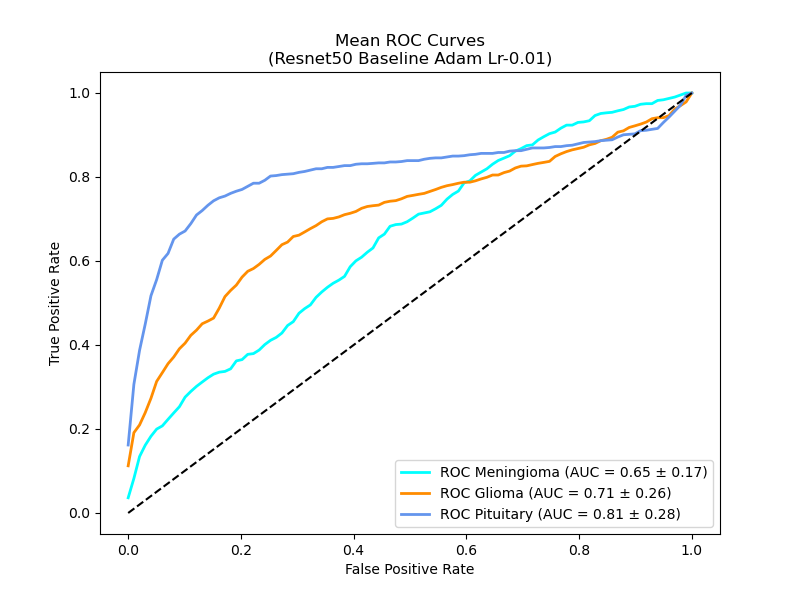 Mean ROC Curves
(Resnet50 Baseline Adam Lr-0.01)
True Positive Rate
1.0
0.8
0.6
0.4
0.2
0.0
ROC Meningioma (AUC = 0.65 ± 0.17)
ROC Glioma (AUC = 0.71 ± 0.26)
ROC Pituitary (AUC = 0.81 ± 0.28)
0.0 0.2 0.4 0.6 0.8 1.0
False Positive Rate